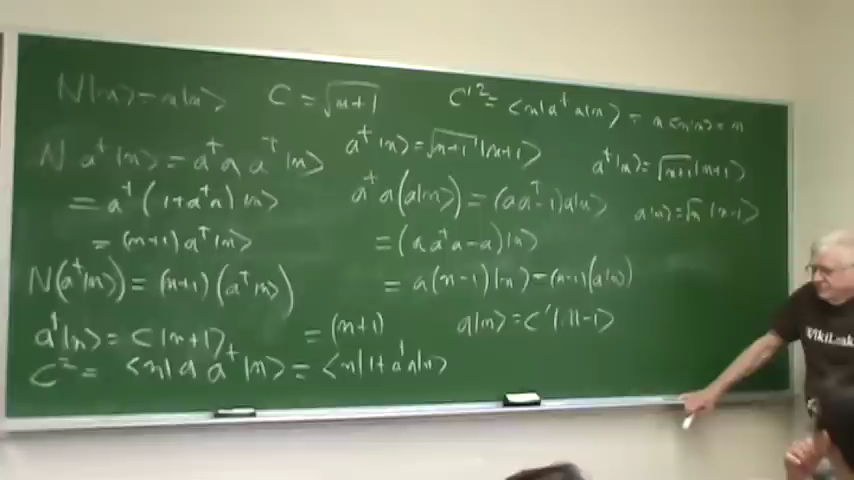 N|n⟩ = n|n⟩
N a†|n⟩ = a†a a†|n⟩
= a†(1+a†a)|n⟩
= (n+1) a†|n⟩
N(a†|n⟩) = (n+1)(a†|n⟩)
a†|n⟩ = C|n+1⟩
C² = ⟨n|a a†|n⟩ = ⟨n|1+a†a|n⟩
= (n+1)
C = √(n+1)
a†|n⟩ = √(n+1) |n+1⟩
a†a(a|n⟩) = (aa†-1)a|n⟩
= (aa†a-a)|n⟩
= a(n-1)|n⟩ = (n-1)(a|n⟩)
a|n⟩ = C'|n-1⟩
C'² = ⟨n|a†a|n⟩ = n⟨n|n⟩ = n
a†|n⟩ = √(n+1) |n+1⟩
a|n⟩ = √n |n-1⟩
WikiLeak